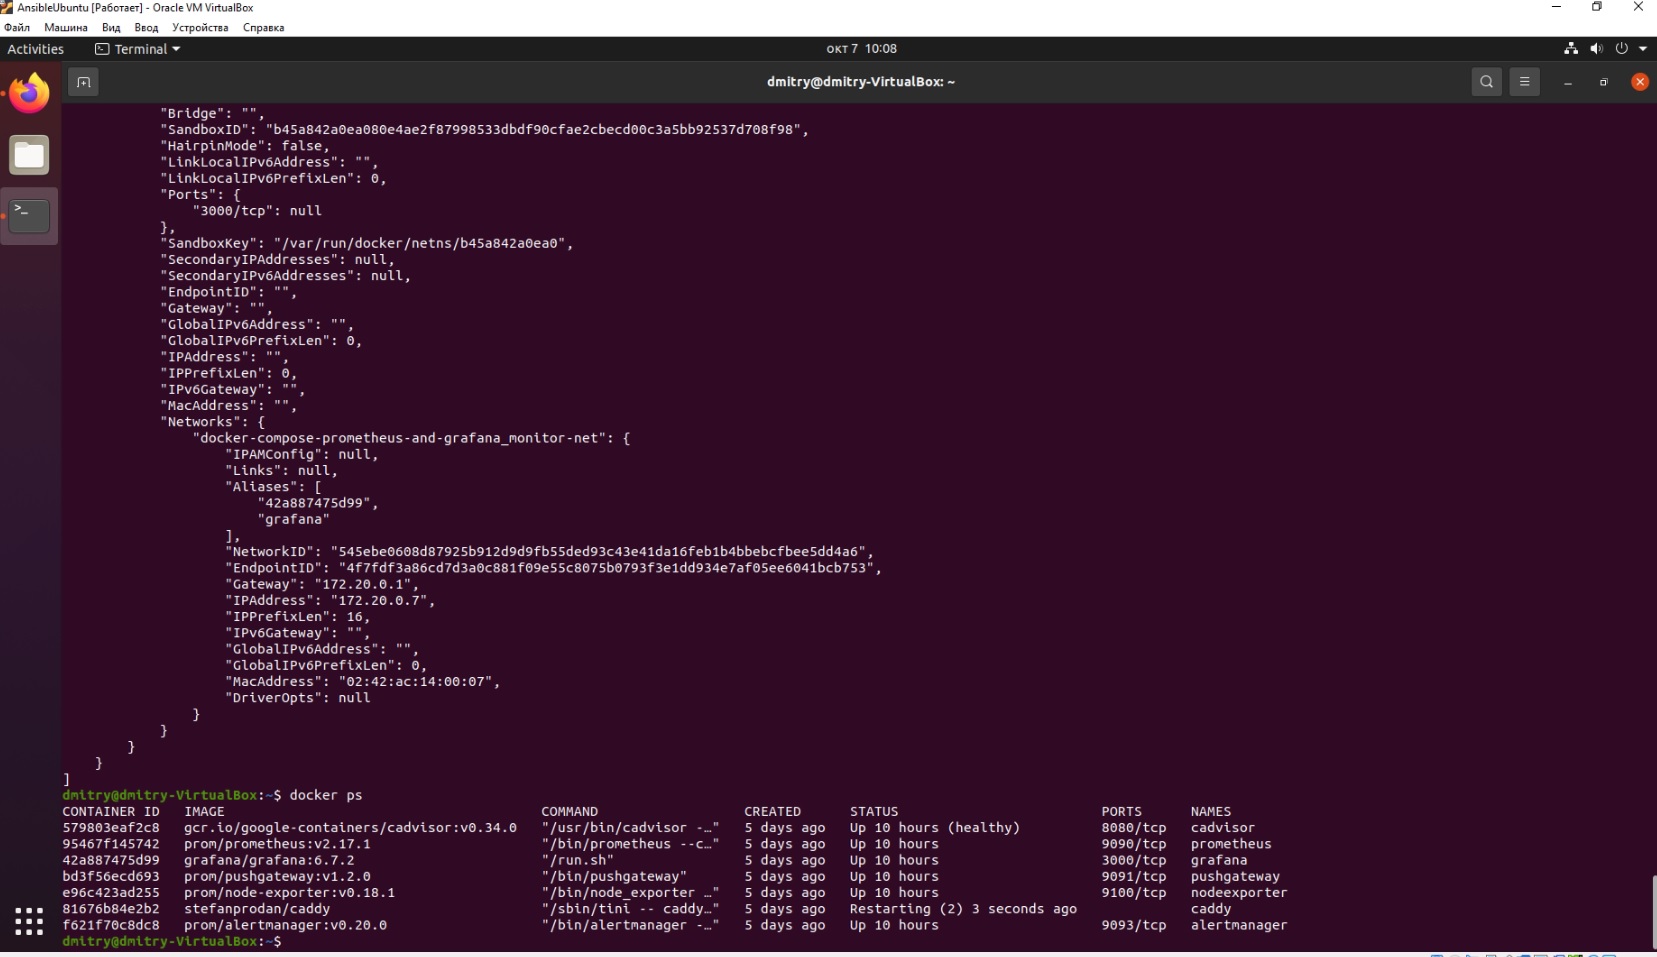 AnsibleUbuntu [Работает] - Oracle VM VirtualBox
Файл Машина Вид Ввод Устройства Справка
Activities Terminal окт 7 10:08
dmitry@dmitry-VirtualBox: ~
"Bridge": "",
"SandboxID": "b45a842a0ea080e4ae2f87998533dbdf90cfae2cbecd00c3a5bb92537d708f98",
"HairpinMode": false,
"LinkLocalIPv6Address": "",
"LinkLocalIPv6PrefixLen": 0,
"Ports": {
"3000/tcp": null
},
"SandboxKey": "/var/run/docker/netns/b45a842a0ea0",
"SecondaryIPAddresses": null,
"SecondaryIPv6Addresses": null,
"EndpointID": "",
"Gateway": "",
"GlobalIPv6Address": "",
"GlobalIPv6PrefixLen": 0,
"IPAddress": "",
"IPPrefixLen": 0,
"IPv6Gateway": "",
"MacAddress": "",
"Networks": {
"docker-compose-prometheus-and-grafana_monitor-net": {
"IPAMConfig": null,
"Links": null,
"Aliases": [
"42a887475d99",
"grafana"
],
"NetworkID": "545ebe0608d87925b912d9d9fb55ded93c43e41da16feb1b4bbebcfbee5dd4a6",
"EndpointID": "4f7fdf3a86cd7d3a0c881f09e55c8075b0793f3e1dd934e7af05ee6041bcb753",
"Gateway": "172.20.0.1",
"IPAddress": "172.20.0.7",
"IPPrefixLen": 16,
"IPv6Gateway": "",
"GlobalIPv6Address": "",
"GlobalIPv6PrefixLen": 0,
"MacAddress": "02:42:ac:14:00:07",
"DriverOpts": null
}
}
}
}
]
dmitry@dmitry-VirtualBox:~$ docker ps
CONTAINER ID IMAGE COMMAND CREATED STATUS PORTS NAMES
579803eaf2c8 gcr.io/google-containers/cadvisor:v0.34.0 "/usr/bin/cadvisor -…" 5 days ago Up 10 hours (healthy) 8080/tcp cadvisor
95467f145742 prom/prometheus:v2.17.1 "/bin/prometheus --c…" 5 days ago Up 10 hours 9090/tcp prometheus
42a887475d99 grafana/grafana:6.7.2 "/run.sh" 5 days ago Up 10 hours 3000/tcp grafana
bd3f56ecd693 prom/pushgateway:v1.2.0 "/bin/pushgateway" 5 days ago Up 10 hours 9091/tcp pushgateway
e96c423ad255 prom/node-exporter:v0.18.1 "/bin/node_exporter …" 5 days ago Up 10 hours 9100/tcp nodeexporter
81676b84e2b2 stefanprodan/caddy "/sbin/tini -- caddy…" 5 days ago Restarting (2) 3 seconds ago caddy
f621f70c8dc8 prom/alertmanager:v0.20.0 "/bin/alertmanager -…" 5 days ago Up 10 hours 9093/tcp alertmanager
dmitry@dmitry-VirtualBox:~$